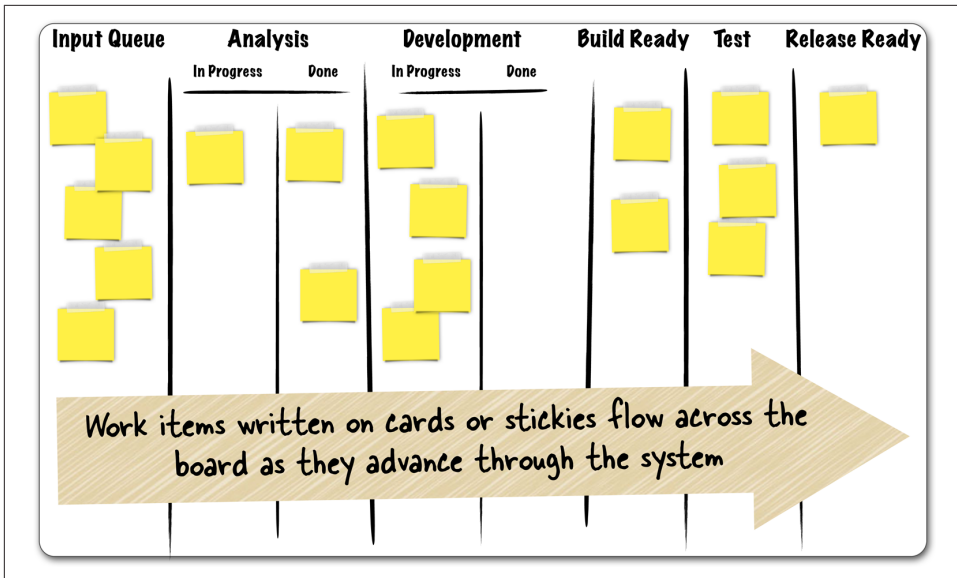 Input Queue Analysis Development Build Ready Test Release Ready
In Progress Done In Progress Done
Work items written on cards or stickies flow across the
board as they advance through the system